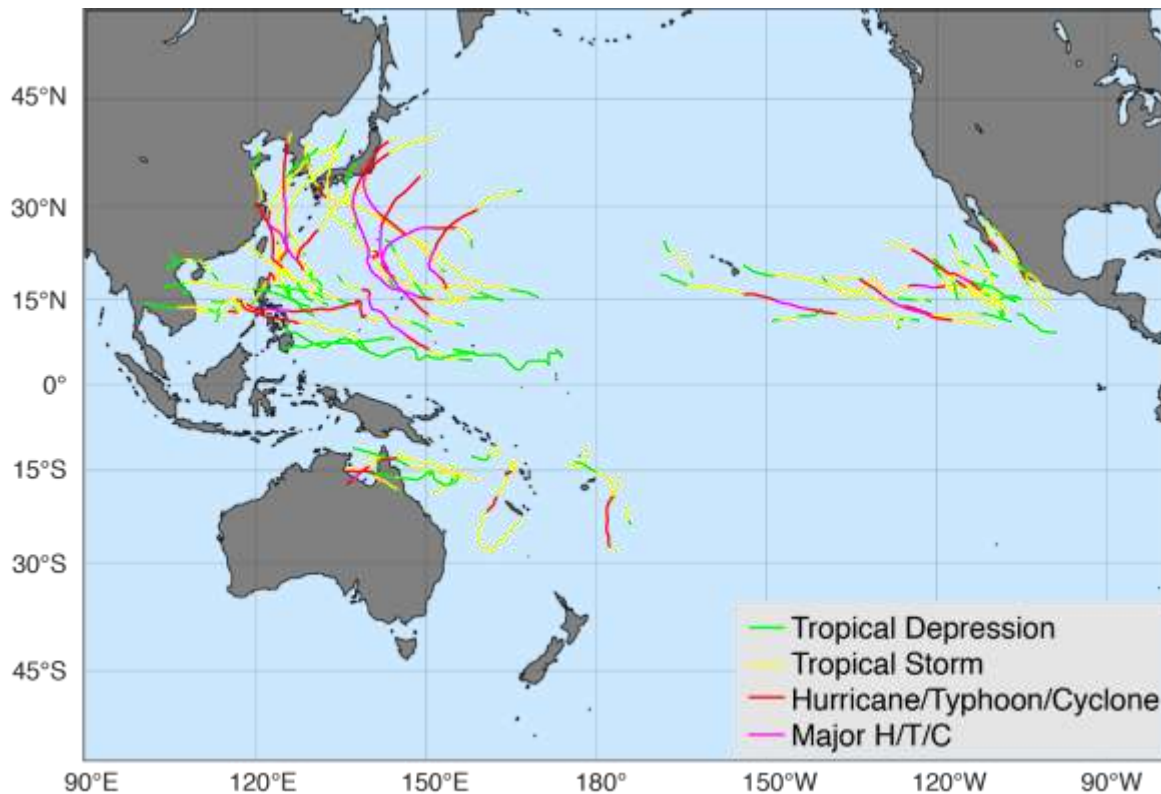 45°N
30°N
15°N
0°
15°S
30°S
45°S
Tropical Depression
Tropical Storm
Hurricane/Typhoon/Cyclone
Major H/T/C
90°E 120°E 150°E 180° 150°W 120°W 90°W